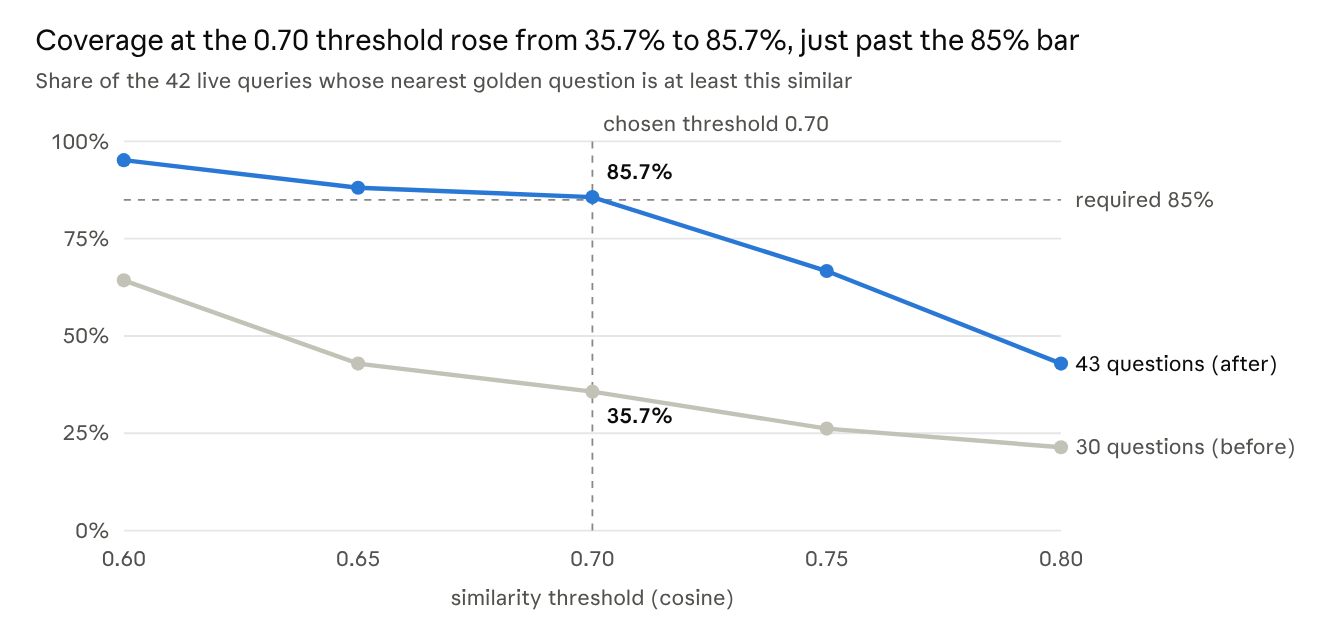 Coverage at the 0.70 threshold rose from 35.7% to 85.7%, just past the 85% bar
Share of the 42 live queries whose nearest golden question is at least this similar
chosen threshold 0.70
100%
85.7%
required 85%
75%
50%
43 questions (after)
35.7%
25%
30 questions (before)
0%
0.60 0.65 0.70 0.75 0.80
similarity threshold (cosine)